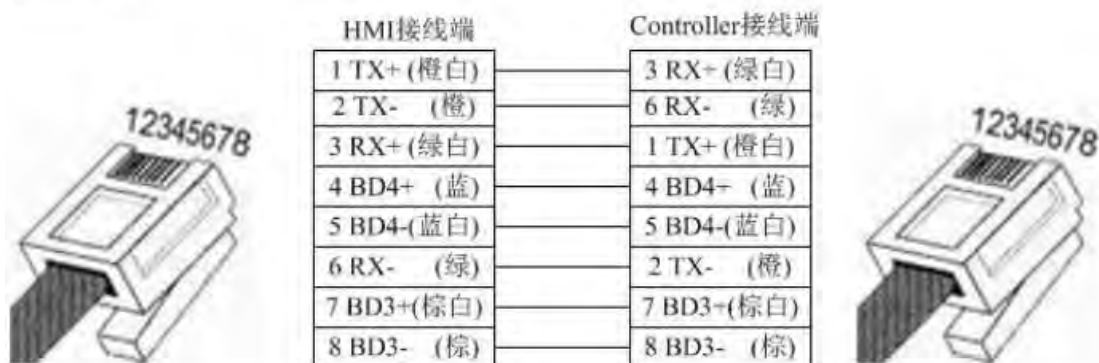 HMI接线端
Controller接线端
1 TX+ (橙白)
3 RX+ (绿白)
2 TX- (橙)
6 RX- (绿)
3 RX+ (绿白)
1 TX+ (橙白)
4 BD4+ (蓝)
4 BD4+ (蓝)
5 BD4-(蓝白)
5 BD4-(蓝白)
6 RX- (绿)
2 TX- (橙)
7 BD3+(棕白)
7 BD3+(棕白)
8 BD3- (棕)
8 BD3- (棕)
12345678
12345678